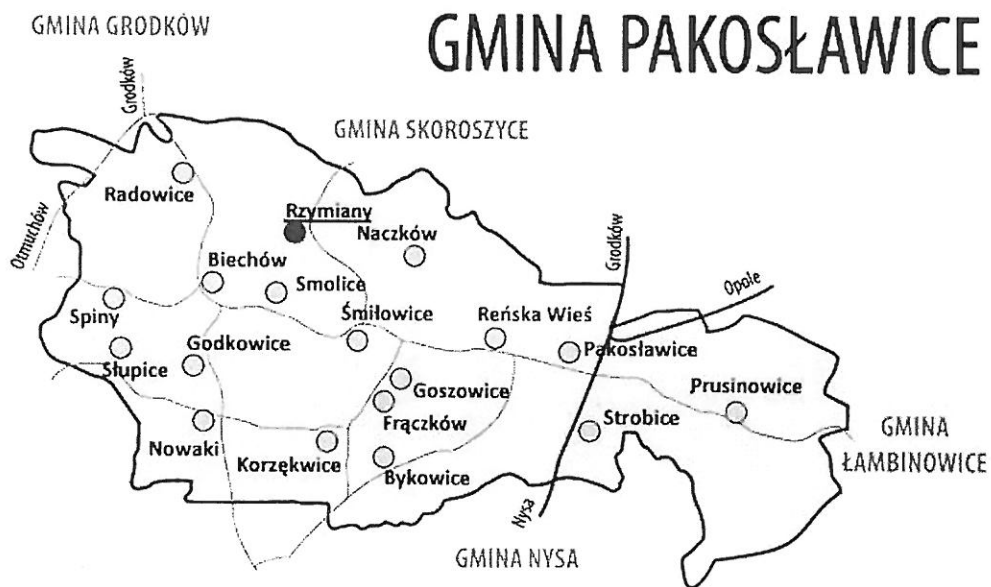 GMINA GRODKÓW
GMINA PAKOSŁAWICE
Grodków
GMINA SKOROSZYCE
Radowice
Otmuchów
Rzymiany
Naczków
Grodków
Biechów
Smolice
Opole
Spiny
Śmiłowice
Reńska Wieś
Godkowice
Pakosławice
Słupice
Goszowice
Prusinowice
Frączków
Strobice
Nowaki
Korzękwice
Bykowice
GMINA
ŁAMBINOWICE
Nysa
GMINA NYSA